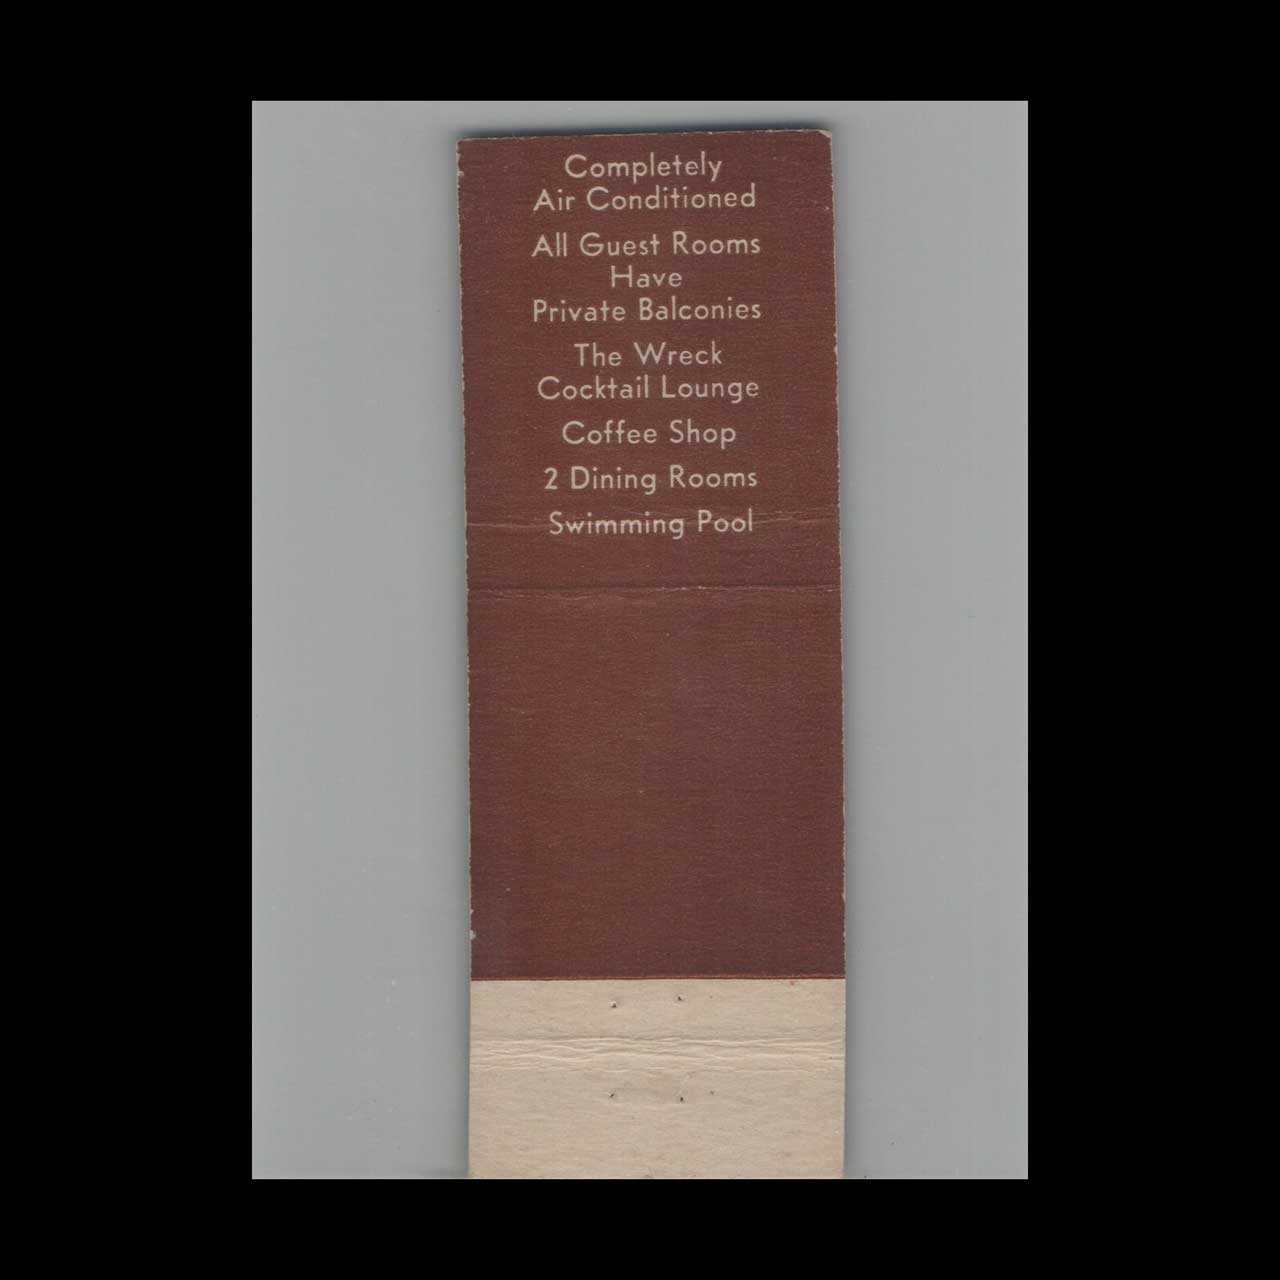 Completely
Air Conditioned
All Guest Rooms
Have
Private Balconies
The Wreck
Cocktail Lounge
Coffee Shop
2 Dining Rooms
Swimming Pool